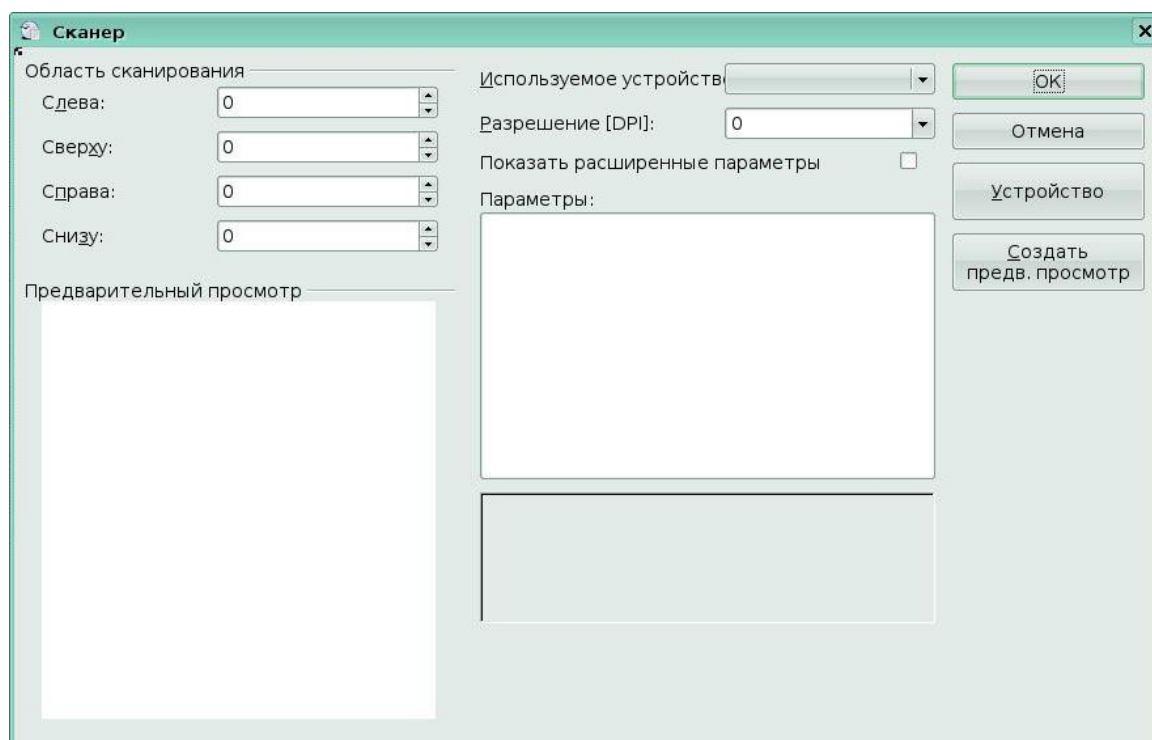 Сканер
Область сканирования
Слева:
0
Сверху:
0
Справа:
0
Снизу:
0
Предварительный просмотр
Используемое устройств
Разрешение [DPI]:
0
Показать расширенные параметры
Параметры:
OK
Отмена
Устройство
Создать
предв. просмотр